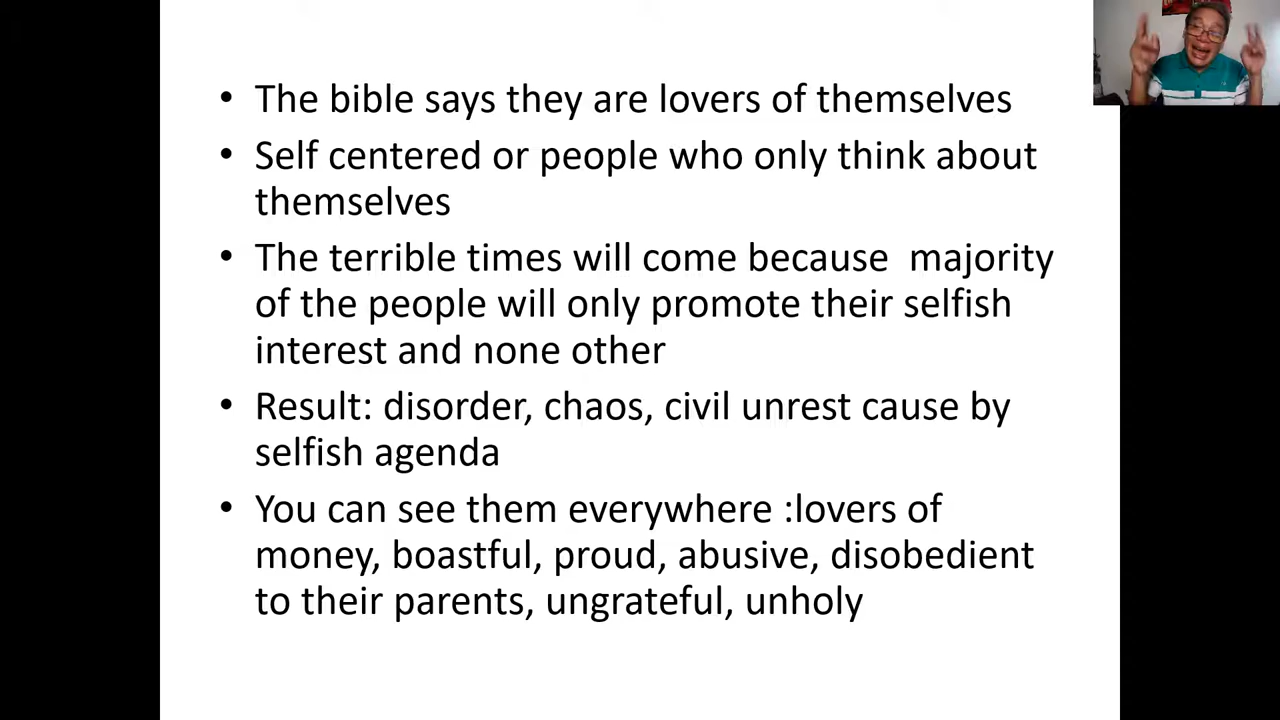 • The bible says they are lovers of themselves
• Self centered or people who only think about
themselves
• The terrible times will come because  majority
of the people will only promote their selfish
interest and none other
• Result: disorder, chaos, civil unrest cause by
selfish agenda
• You can see them everywhere :lovers of
money, boastful, proud, abusive, disobedient
to their parents, ungrateful, unholy